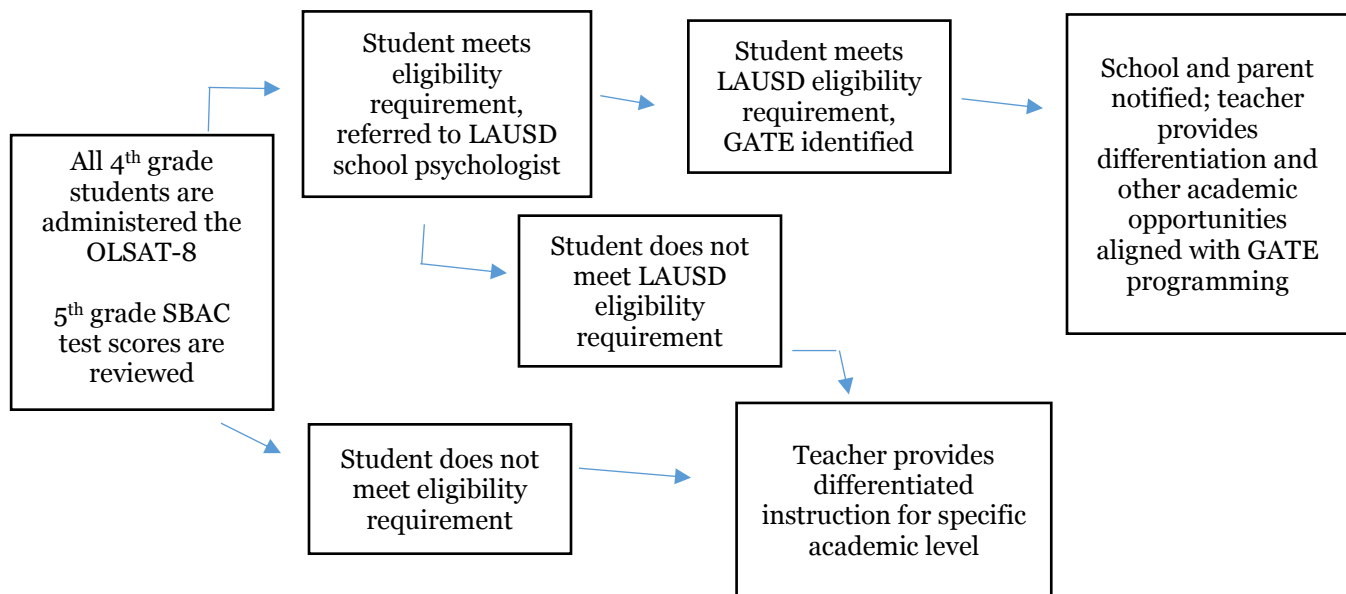 All 4th grade
students are
administered the
OLSAT-8
5th grade SBAC
test scores are
reviewed
Student meets
eligibility
requirement,
referred to LAUSD
school psychologist
Student meets
LAUSD eligibility
requirement,
GATE identified
School and parent
notified; teacher
provides
differentiation and
other academic
opportunities
aligned with GATE
programming
Student does not
meet LAUSD
eligibility
requirement
Student does not
meet eligibility
requirement
Teacher provides
differentiated
instruction for specific
academic level